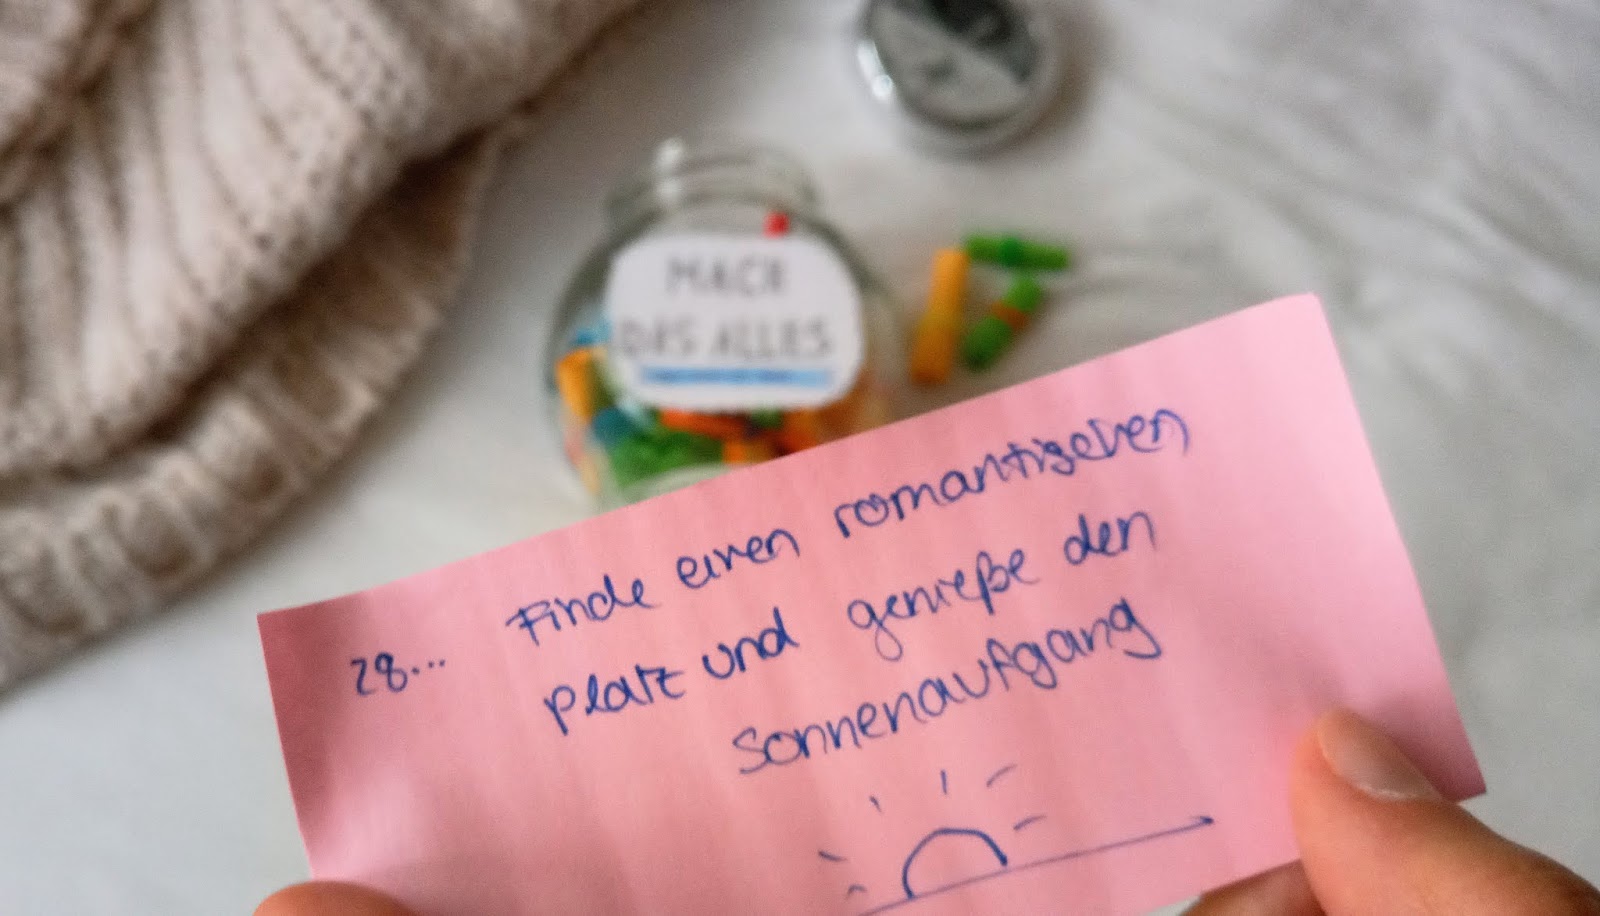 MACH
DAS ALLES
28... Finde einen romantischen
Platz und genieße den
Sonnenaufgang